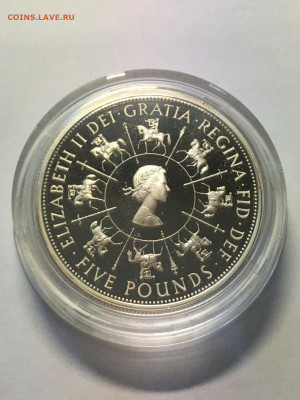 COINS.LAVE.RU
ELIZABETH II DEI · GRATIA · REGINA · FID · DEF ·
FIVE POUNDS